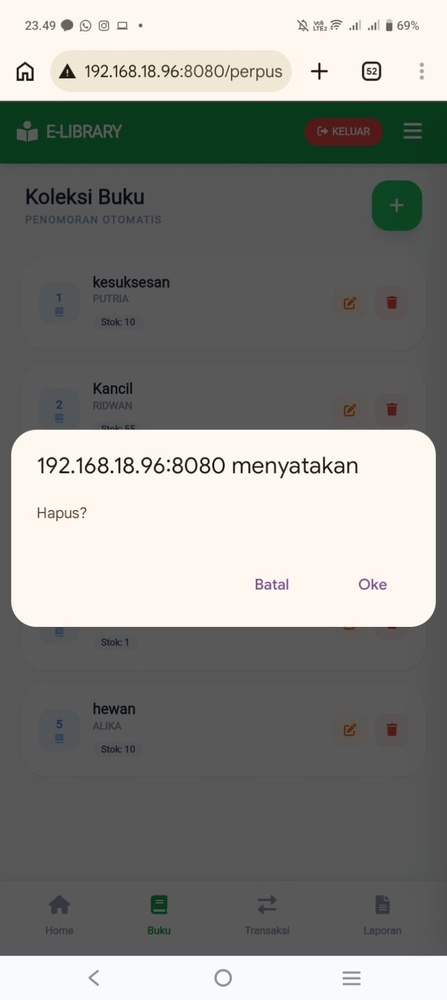 23.49
Vo)) LTE2
69%
192.168.18.96:8080/perpus
52
E-LIBRARY
KELUAR
Koleksi Buku
PENOMORAN OTOMATIS
1
kesuksesan
PUTRIA
Stok: 10
2
Kancil
RIDWAN
Stok: 55
192.168.18.96:8080 menyatakan
Hapus?
Batal
Oke
Stok: 1
5
hewan
ALIKA
Stok: 10
Home
Buku
Transaksi
Laporan